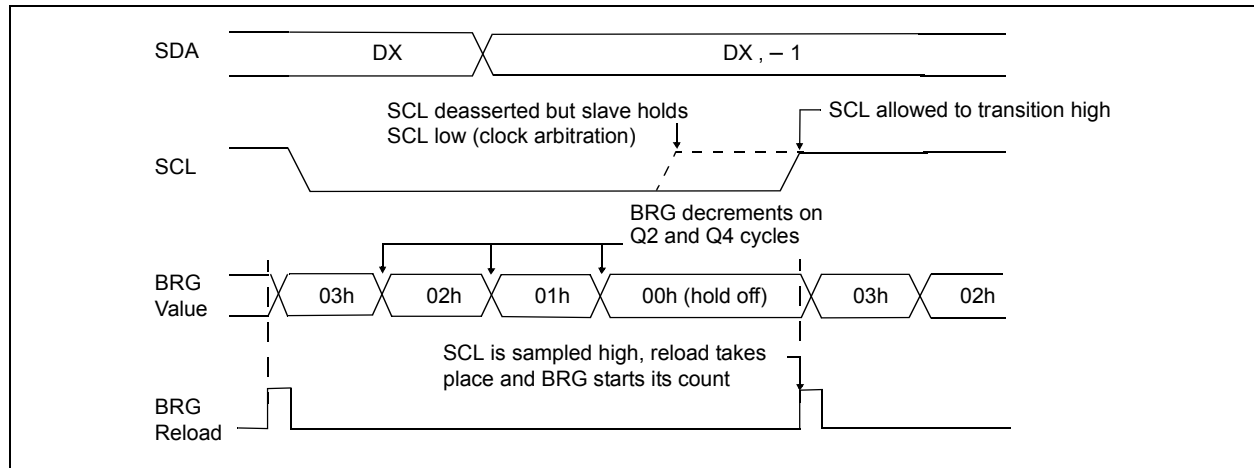 SDA
DX
DX , – 1
SCL deasserted but slave holds
SCL low (clock arbitration)
SCL allowed to transition high
SCL
BRG decrements on
Q2 and Q4 cycles
BRG
Value
03h
02h
01h
00h (hold off)
03h
02h
SCL is sampled high, reload takes
place and BRG starts its count
BRG
Reload